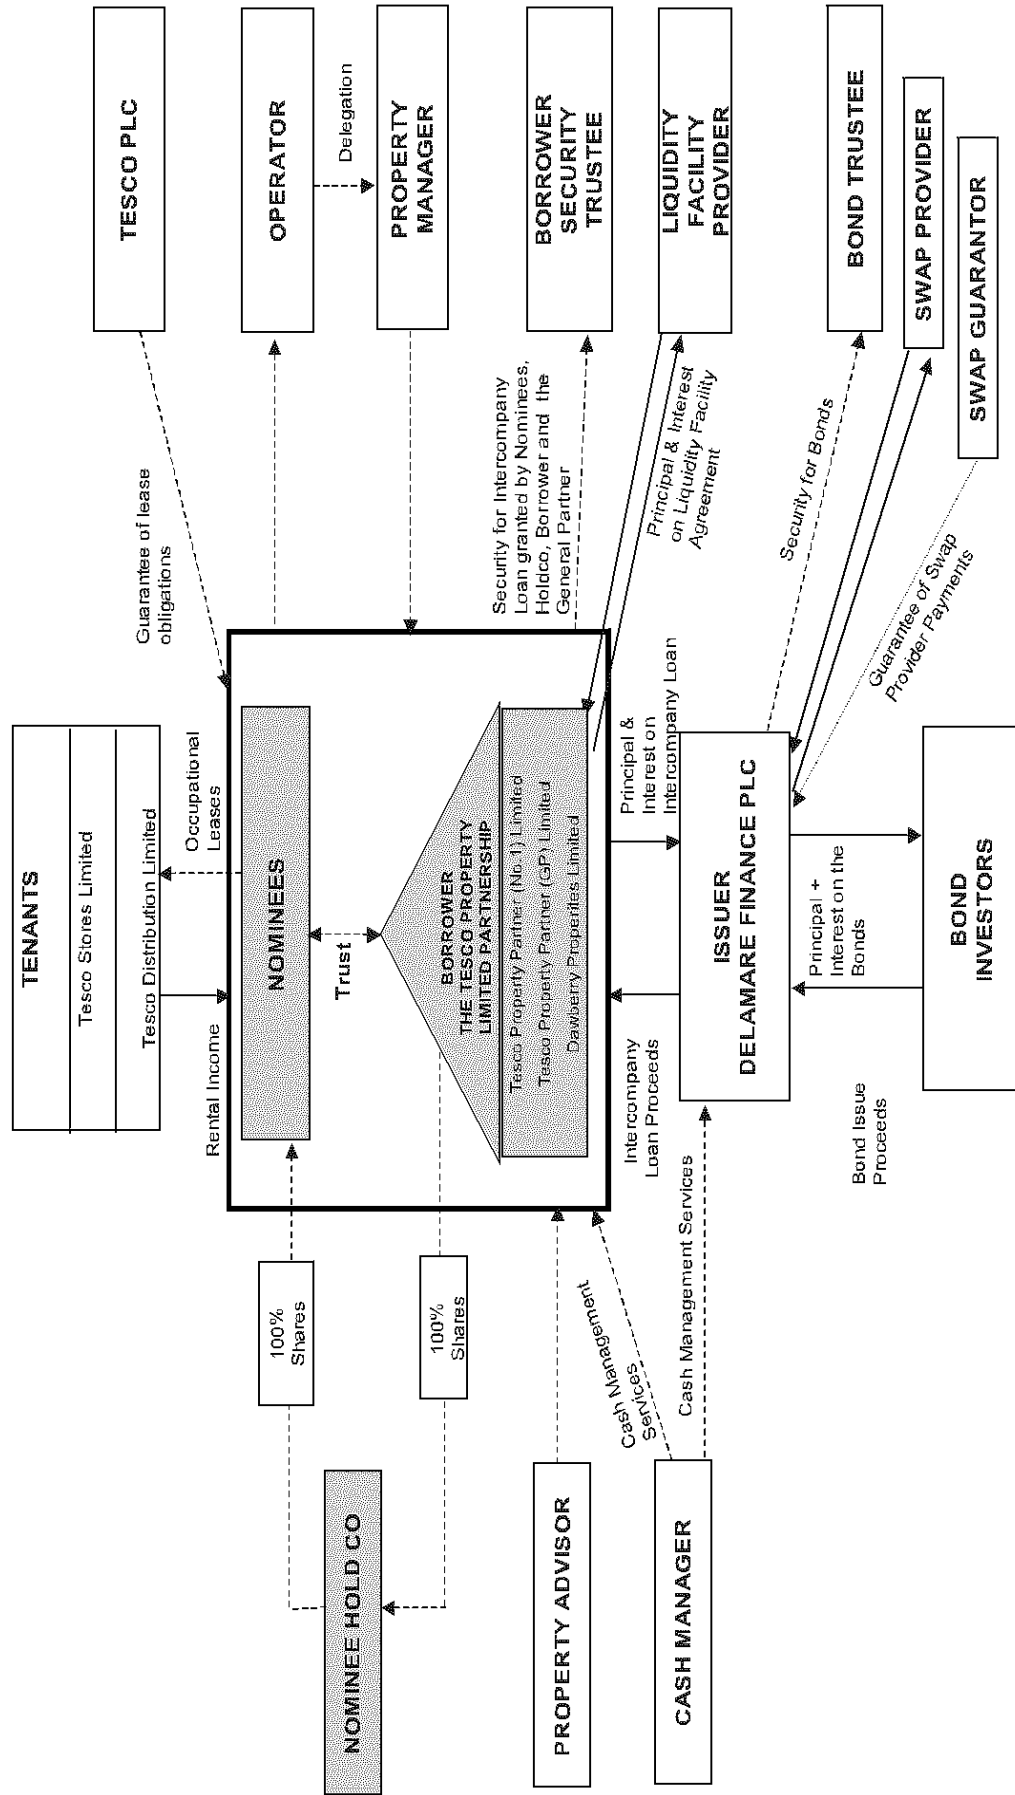 TENANTS
Tesco Stores Limited
Tesco Distribution Limited
TESCO PLC
Guarantee of lease
obligations
Rental Income
Occupational
Leases
OPERATOR
Delegation
PROPERTY
MANAGER
100%
Shares
NOMINEES
Trust
NOMINEE HOLD CO
100%
Shares
BORROWER
THE TESCO PROPERTY
LIMITED PARTNERSHIP
Tesco Property Partner (No.1) Limited
Tesco Property Partner (GP) Limited
Dawberry Properites Limited
BORROWER
SECURITY
TRUSTEE
Security for Intercompany
Loan granted by Nominees,
Holdco, Borrower and the
General Partner
LIQUIDITY
FACILITY
PROVIDER
Principal & Interest
on Liquidity Facility
Agreement
PROPERTY ADVISOR
CASH MANAGER
Cash Management
Services
Cash Management Services
Intercompany
Loan Proceeds
Principal &
Interest on
Intercompany Loan
ISSUER
DELAMARE FINANCE PLC
Security for Bonds
BOND TRUSTEE
SWAP PROVIDER
SWAP GUARANTOR
Guarantee of Swap
Provider Payments
Bond Issue
Proceeds
Principal +
Interest on the
Bonds
BOND
INVESTORS